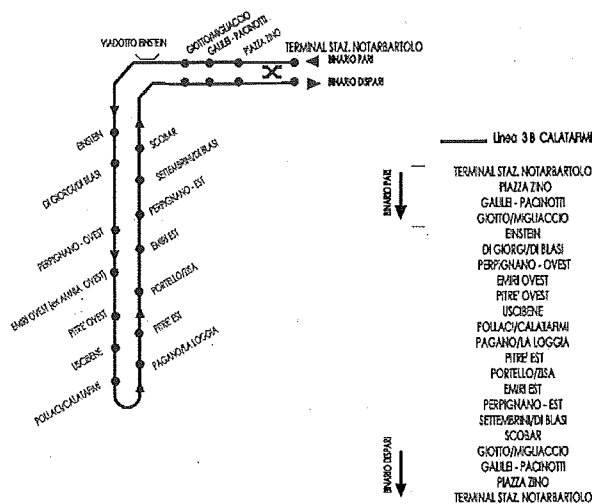 VIADOTTO EINSTEIN
GIOTTO/MIGLIACCIO
GALILEI - PACINOTTI
PIAZZA ZINO
TERMINAL STAZ. NOTARBARTOLO
BINARIO PARI
BINARIO DISPARI
EINSTEIN
DI GIORGI/DI BLASI
PERPIGNANO - OVEST
EMIRI OVEST (ex AMIRA OVEST)
PITRE' OVEST
USCIBENE
POLLACI/CALATAFIMI
SCOBAR
SETTEMBRINI/DI BLASI
PERPIGNANO - EST
EMIRI EST
PORTELLO/ZISA
PITRE' EST
PAGANO/LA LOGGIA
Linea 3B CALATAFIMI
BINARIO PARI
TERMINAL STAZ. NOTARBARTOLO
PIAZZA ZINO
GALILEI - PACINOTTI
GIOTTO/MIGLIACCIO
EINSTEIN
DI GIORGI/DI BLASI
PERPIGNANO - OVEST
EMIRI OVEST
PITRE' OVEST
USCIBENE
POLLACI/CALATAFIMI
PAGANO/LA LOGGIA
PITRE' EST
PORTELLO/ZISA
EMIRI EST
PERPIGNANO - EST
SETTEMBRINI/DI BLASI
SCOBAR
BINARIO DISPARI
GIOTTO/MIGLIACCIO
GALILEI - PACINOTTI
PIAZZA ZINO
TERMINAL STAZ. NOTARBARTOLO